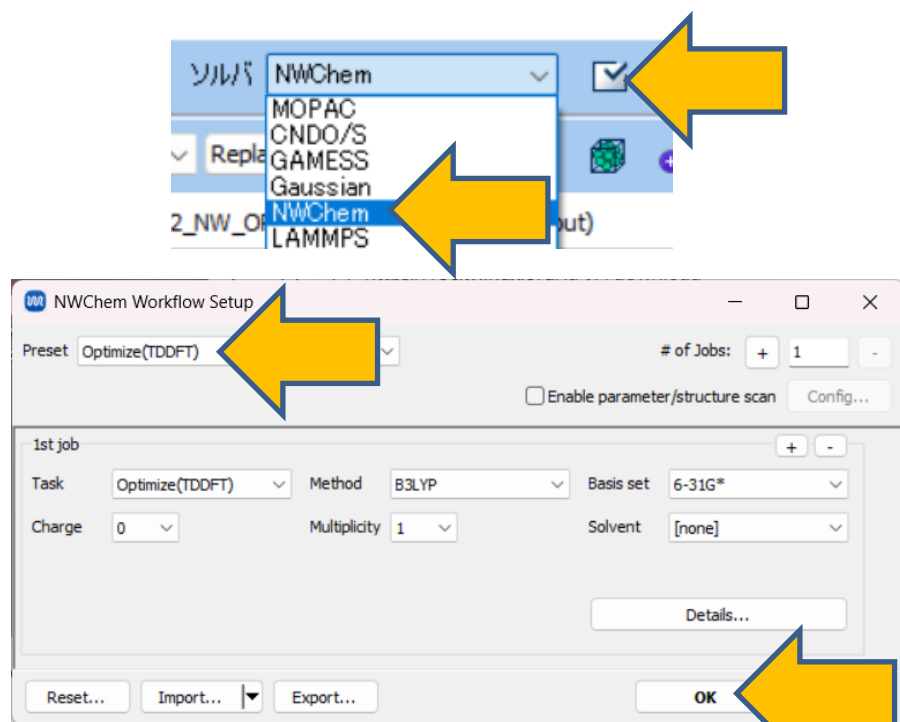 ソルバ NWChem
MOPAC
CNDO/S
Repla
GAMESS
Gaussian
NWChem
2_NW_O
ut)
LAMMPS
NWChem Workflow Setup
Preset Optimize(TDDFT)
# of Jobs: + 1 -
Enable parameter/structure scan Config...
1st job + -
Task Optimize(TDDFT) Method B3LYP Basis set 6-31G*
Charge 0 Multiplicity 1 Solvent [none]
Details...
Reset... Import... Export... OK